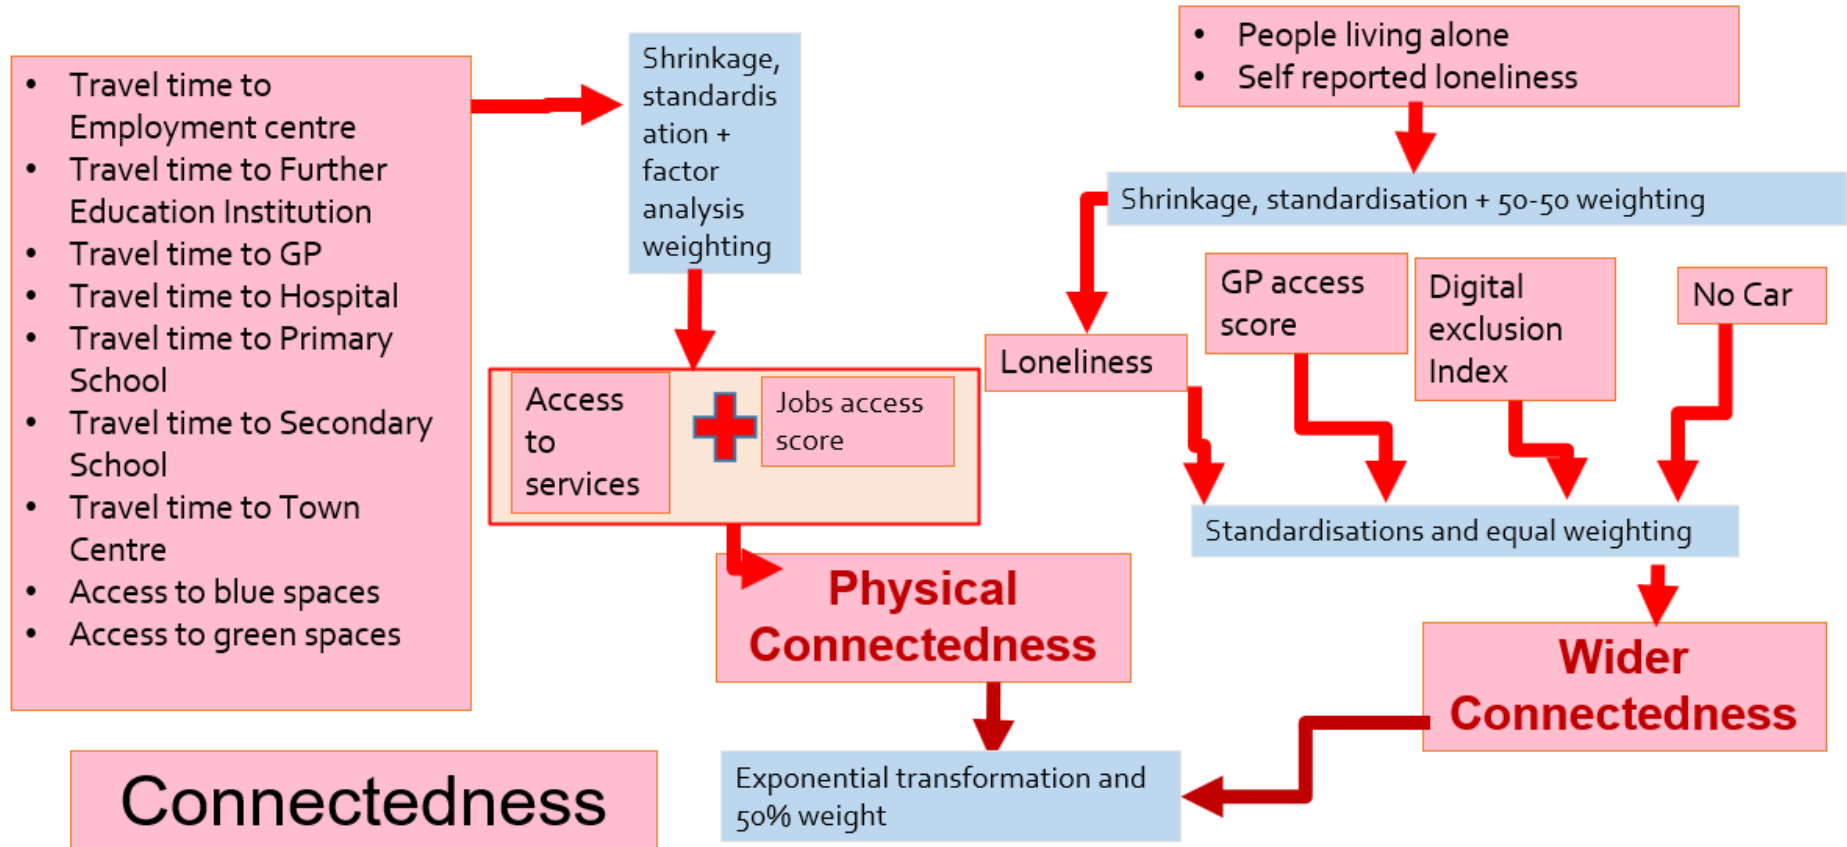 • Travel time to
Employment centre
• Travel time to Further
Education Institution
• Travel time to GP
• Travel time to Hospital
• Travel time to Primary
School
• Travel time to Secondary
School
• Travel time to Town
Centre
• Access to blue spaces
• Access to green spaces
Shrinkage,
standardis
ation +
factor
analysis
weighting
• People living alone
• Self reported loneliness
Shrinkage, standardisation + 50-50 weighting
Loneliness
GP access
score
Digital
exclusion
Index
No Car
Access
to
services
Jobs access
score
Standardisations and equal weighting
Physical
Connectedness
Wider
Connectedness
Exponential transformation and
50% weight
Connectedness